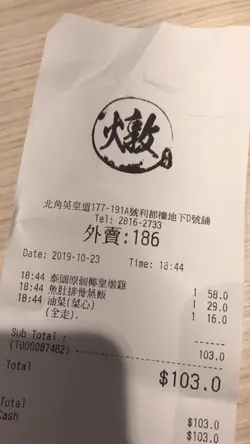 燉
北角英皇道177-191A號利都樓地下D號舖
Tel: 2816-2733
外賣:186
Date: 2019-10-23 Time: 18:44
18:44 泰國原個椰皇燉雞 1 58.0
18:44 魚肚排骨蒸飯 1 29.0
18:44 油菜(菜心) 1 16.0
(全走).
Sub Total : 103.0
(T000087482)
Total $103.0
Total $103.0
Cash $103.0